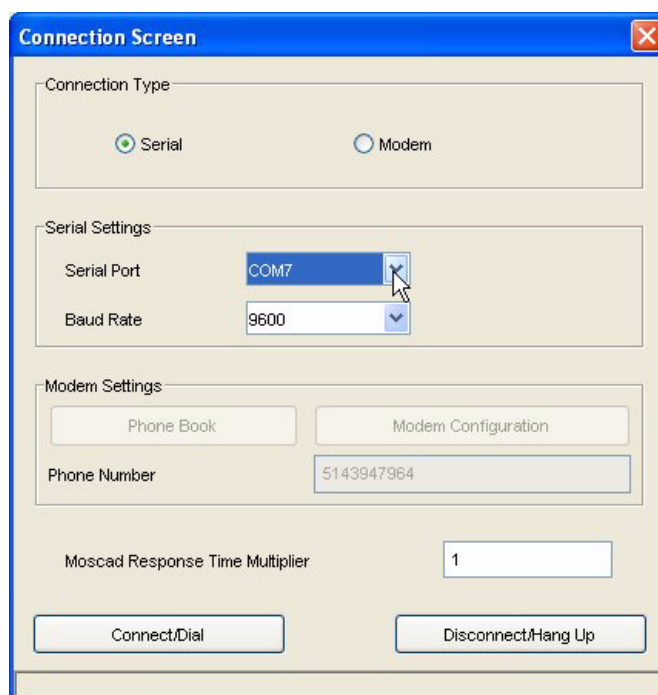 Connection Screen
Connection Type
Serial Modem
Serial Settings
Serial Port COM7
Baud Rate 9600
Modem Settings
Phone Book Modem Configuration
Phone Number 5143947964
Moscad Response Time Multiplier 1
Connect/Dial Disconnect/Hang Up